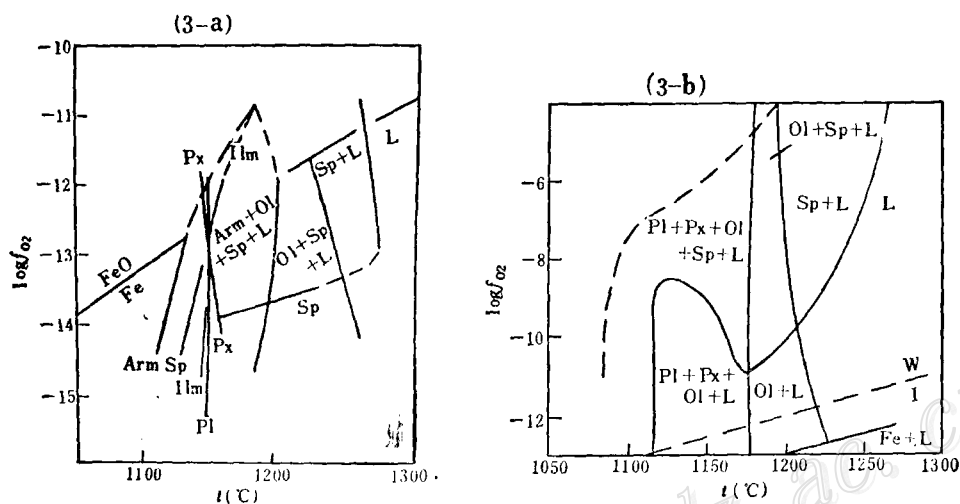 (3-a)
−10
−11
−12
−13
−14
−15
logfO2
FeO
Fe
Px
Ilm
Arm+Ol
+Sp+L
Ol+Sp
+L
Sp+L
L
Sp
Px
Arm Sp
Ilm
Pl
1100
1200
1300
t(℃)
(3-b)
−6
−8
−10
−12
logfO2
Ol+Sp+L
Sp+L
L
Pl+Px+Ol
+Sp+L
Pl+Px+
Ol+L
Ol+L
W
I
Fe+L
1050
1100
1150
1200
1250
1300
t(℃)